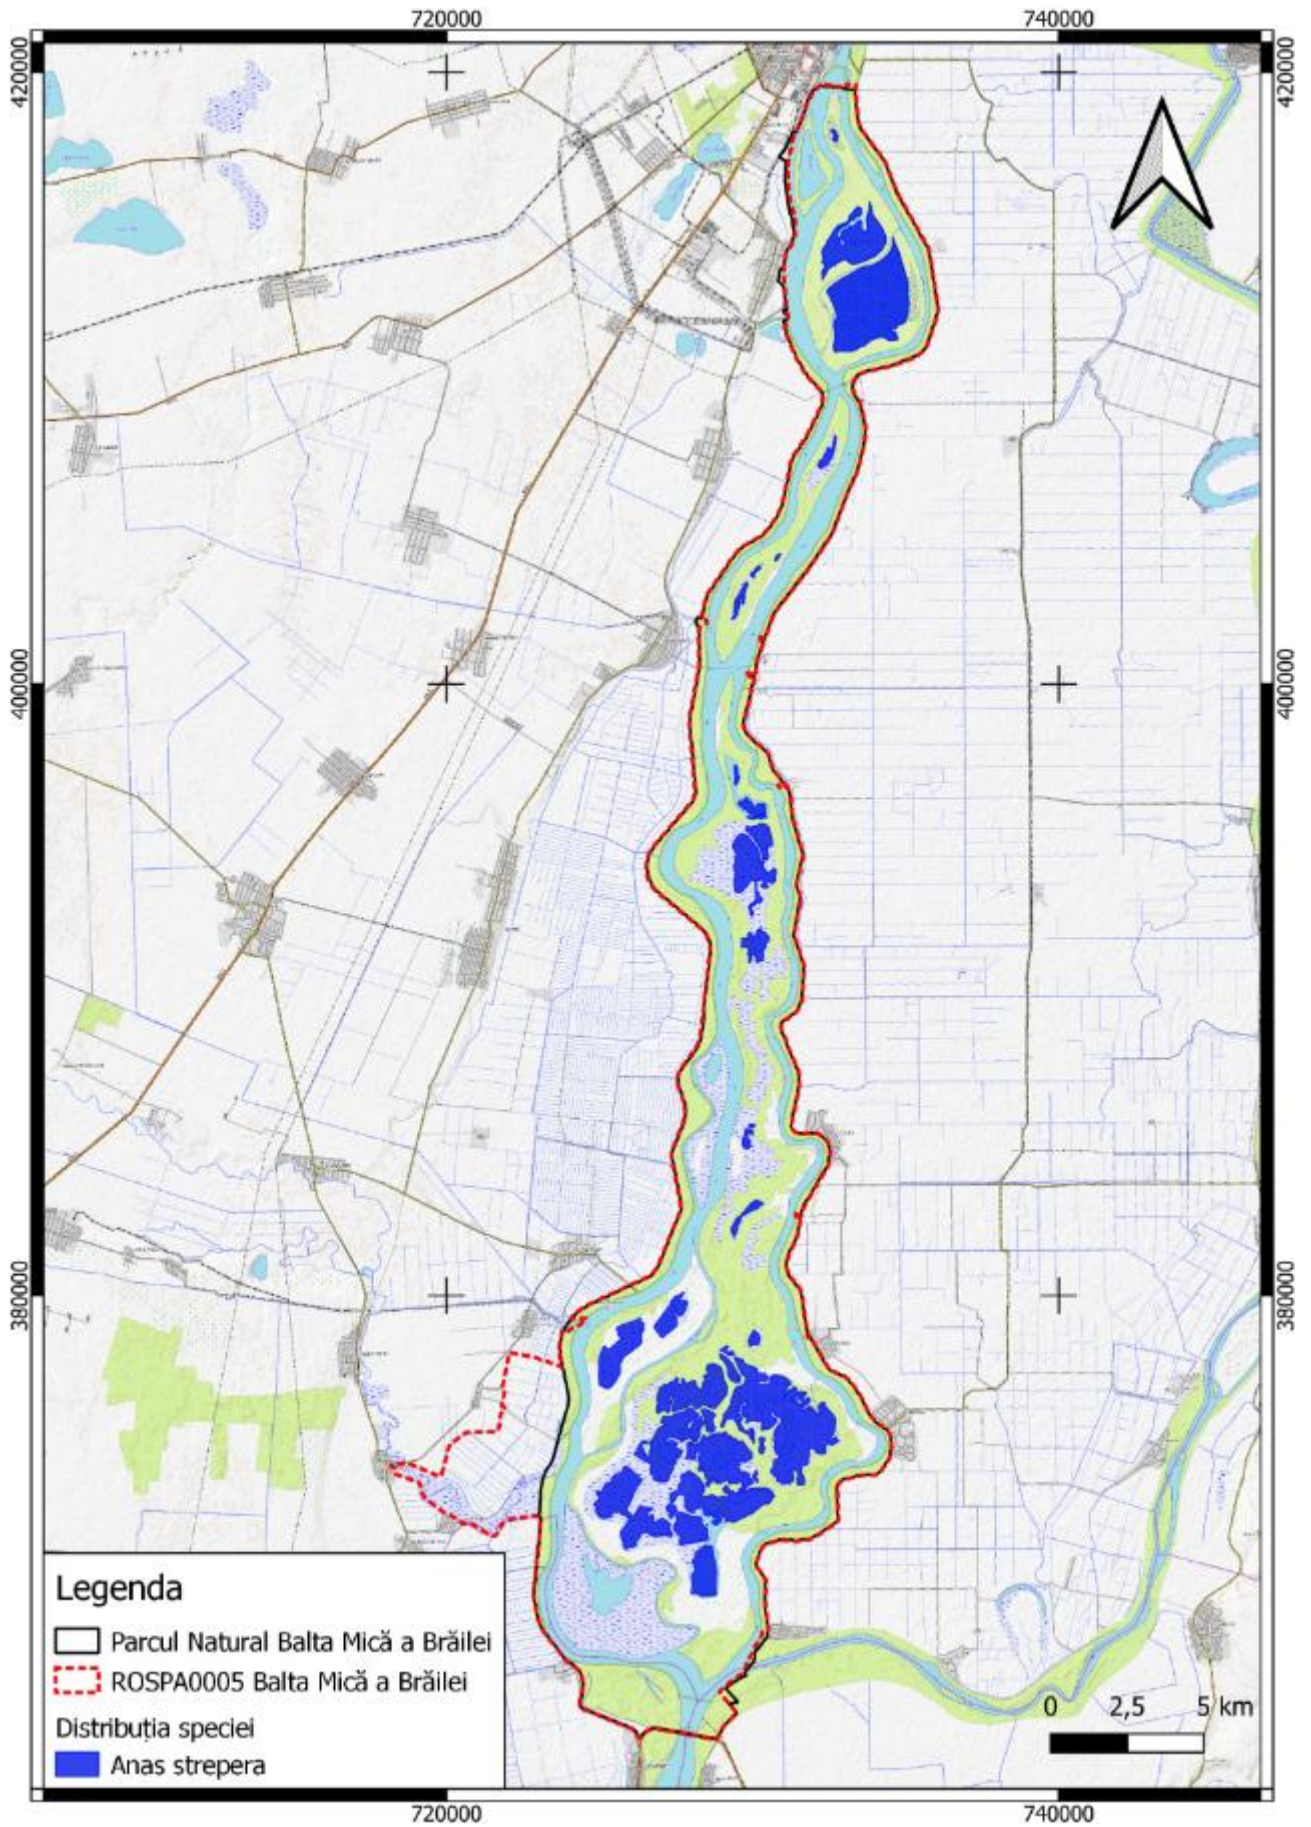 720000 740000
420000 420000
400000 400000
380000 380000
Legenda
Parcul Natural Balta Mică a Brăilei
ROSPA0005 Balta Mică a Brăilei
Distribuția speciei
Anas strepera
0 2,5 5 km
720000 740000